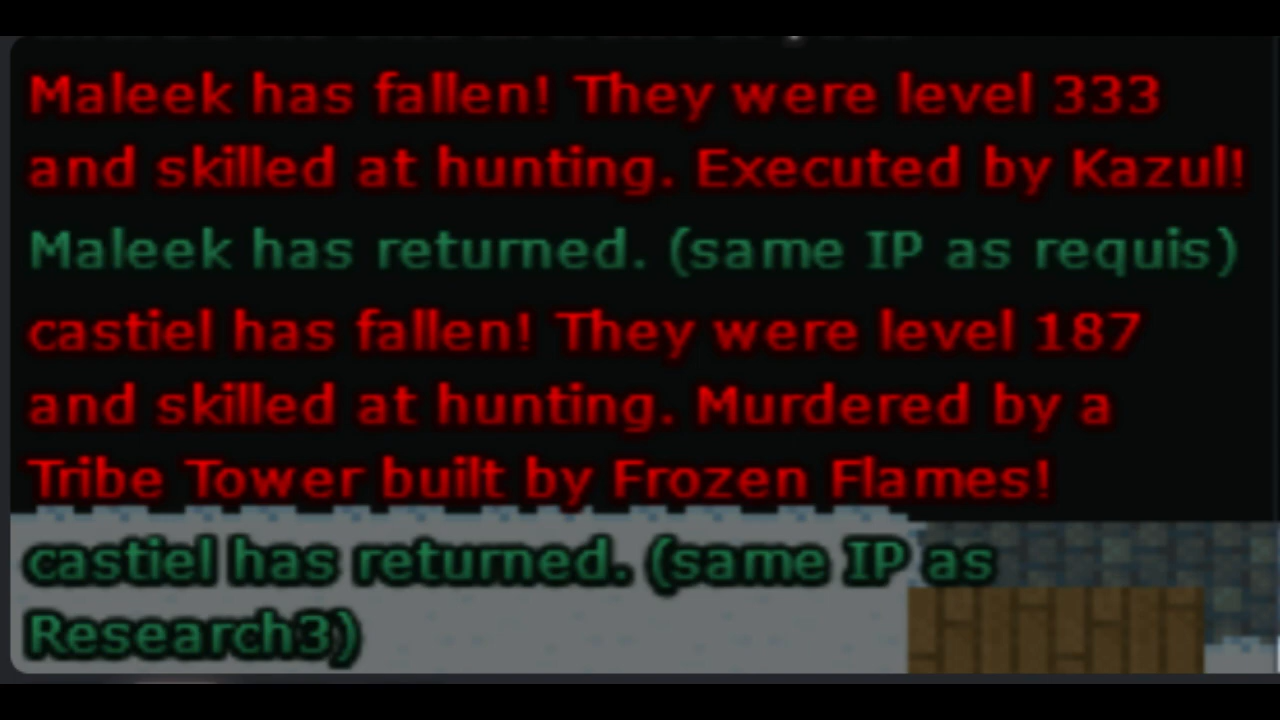 Maleek has fallen! They were level 333
and skilled at hunting. Executed by Kazul!
Maleek has returned. (same IP as requis)
castiel has fallen! They were level 187
and skilled at hunting. Murdered by a
Tribe Tower built by Frozen Flames!
castiel has returned. (same IP as
Research3)